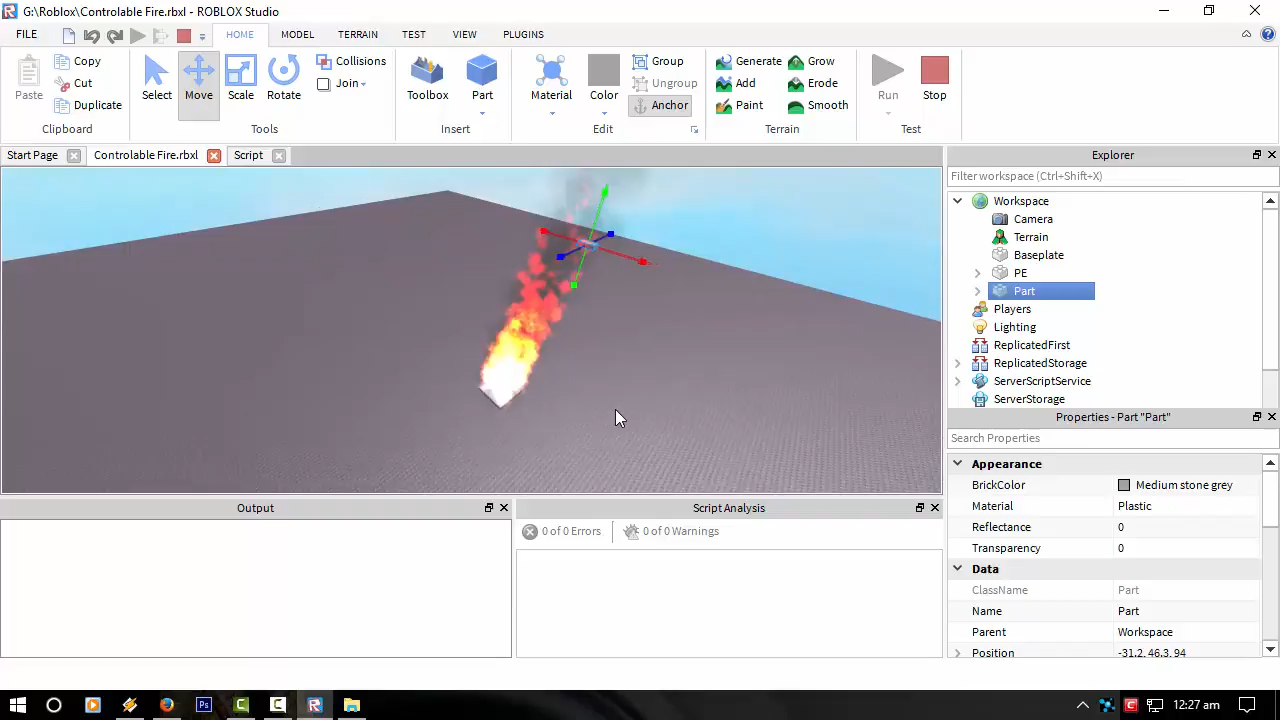 G:\Roblox\Controlable Fire.rbxl - ROBLOX Studio
FILE HOME MODEL TERRAIN TEST VIEW PLUGINS
Paste Copy Cut Duplicate
Select Move Scale Rotate Collisions Join
Toolbox Part
Material Color Group Ungroup Anchor
Generate Grow
Add Erode
Paint Smooth
Run Stop
Clipboard Tools Insert Edit Terrain Test
Start Page Controlable Fire.rbxl Script
Explorer
Filter workspace (Ctrl+Shift+X)
Workspace
Camera
Terrain
Baseplate
PE
Part
Players
Lighting
ReplicatedFirst
ReplicatedStorage
ServerScriptService
ServerStorage
Properties - Part "Part"
Search Properties
Appearance
BrickColor Medium stone grey
Material Plastic
Reflectance 0
Transparency 0
Data
ClassName Part
Name Part
Parent Workspace
Position -31.2, 46.3, 94
Output
Script Analysis
0 of 0 Errors 0 of 0 Warnings
12:27 am